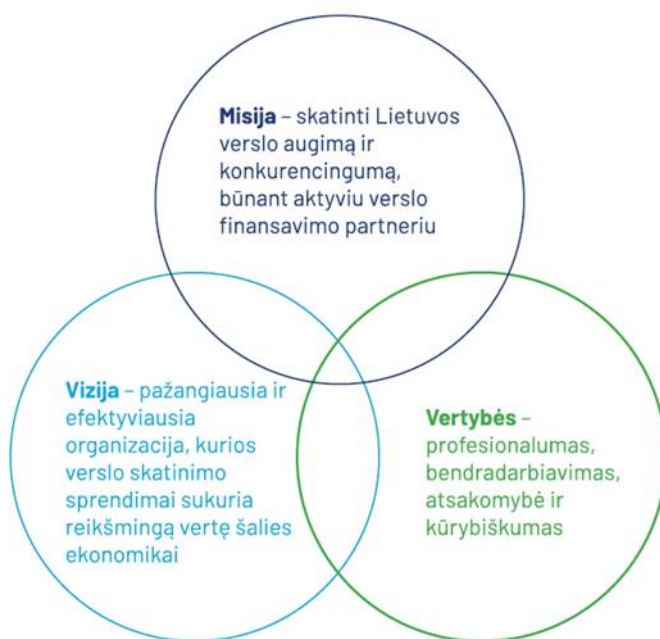 Misija – skatinti Lietuvos
verslo augimą ir
konkurencingumą,
būnant aktyviu verslo
finansavimo partneriu
Vizija – pažangiausia ir
efektyviausia
organizacija, kurios
verslo skatinimo
sprendimai sukuria
reikšmingą vertę šalies
ekonomikai
Vertybės –
profesionalumas,
bendradarbiavimas,
atsakomybė ir
kūrybiškumas